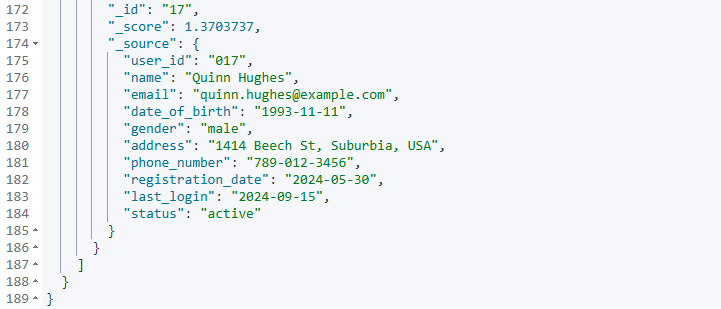 172 "_id": "17",
173 "_score": 1.3703737,
174 "_source": {
175 "user_id": "017",
176 "name": "Quinn Hughes",
177 "email": "quinn.hughes@example.com",
178 "date_of_birth": "1993-11-11",
179 "gender": "male",
180 "address": "1414 Beech St, Suburbia, USA",
181 "phone_number": "789-012-3456",
182 "registration_date": "2024-05-30",
183 "last_login": "2024-09-15",
184 "status": "active"
185 }
186 }
187 ]
188 }
189 }